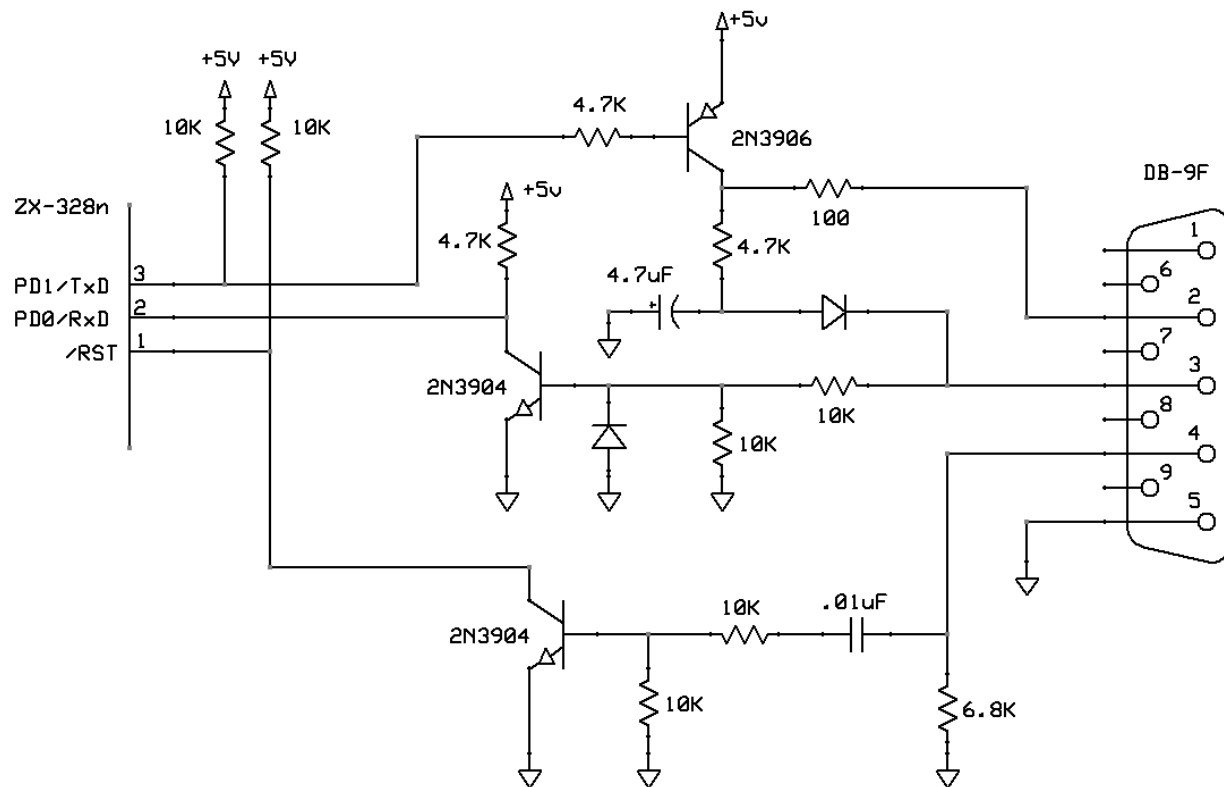 +5v
+5V +5V
4.7K
10K
10K
2N3906
DB-9F
+5v
ZX-328n
100
1
4.7K
4.7K
6
PD1/TxD
3
4.7uF
2
PD0/RxD
2
+
7
/RST
1
3
2N3904
10K
8
10K
4
9
5
10K
.01uF
2N3904
10K
6.8K